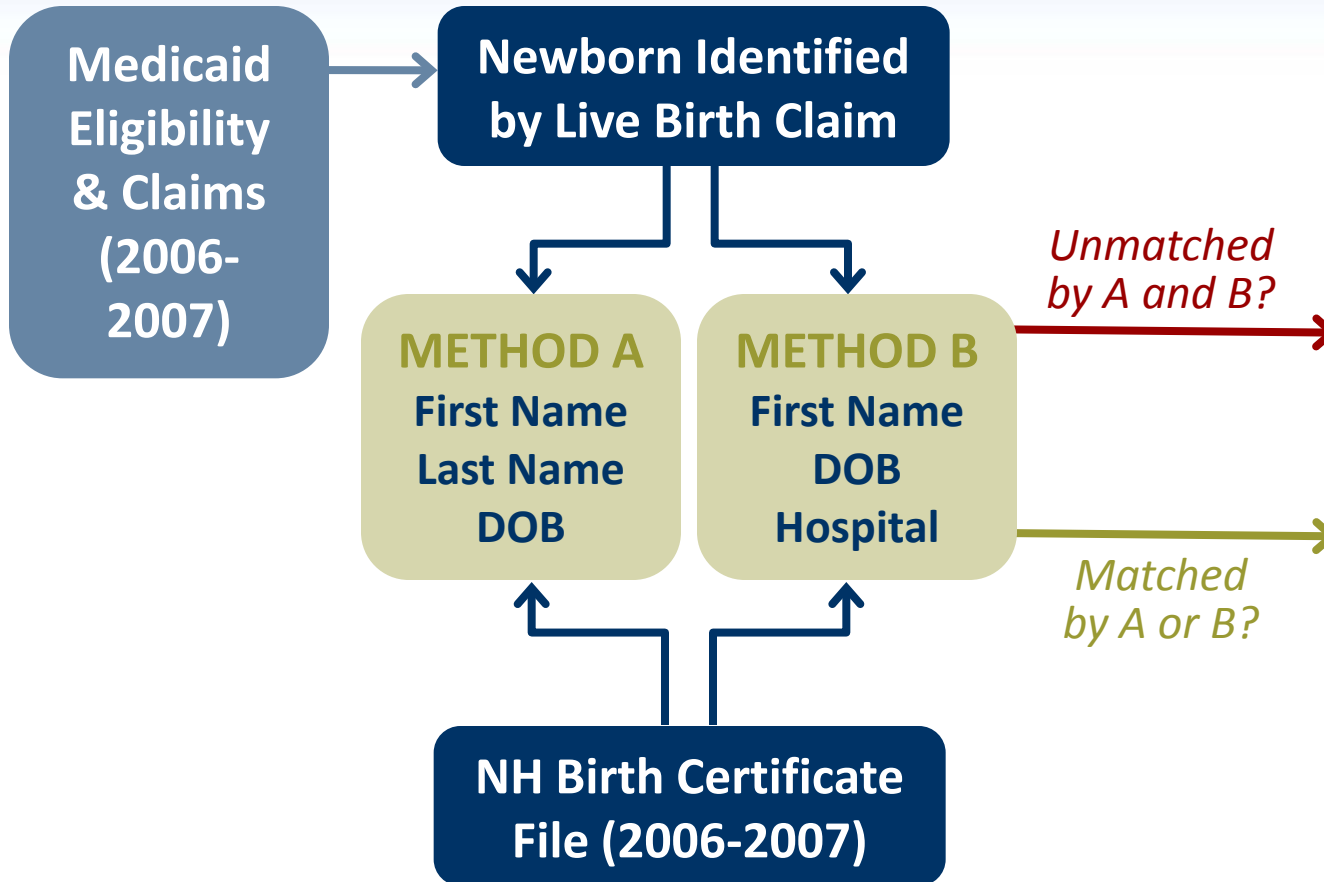 Medicaid
Eligibility
& Claims
(2006-
2007)
Newborn Identified
by Live Birth Claim
METHOD A
First Name
Last Name
DOB
METHOD B
First Name
DOB
Hospital
Unmatched
by A and B?
Matched
by A or B?
NH Birth Certificate
File (2006-2007)